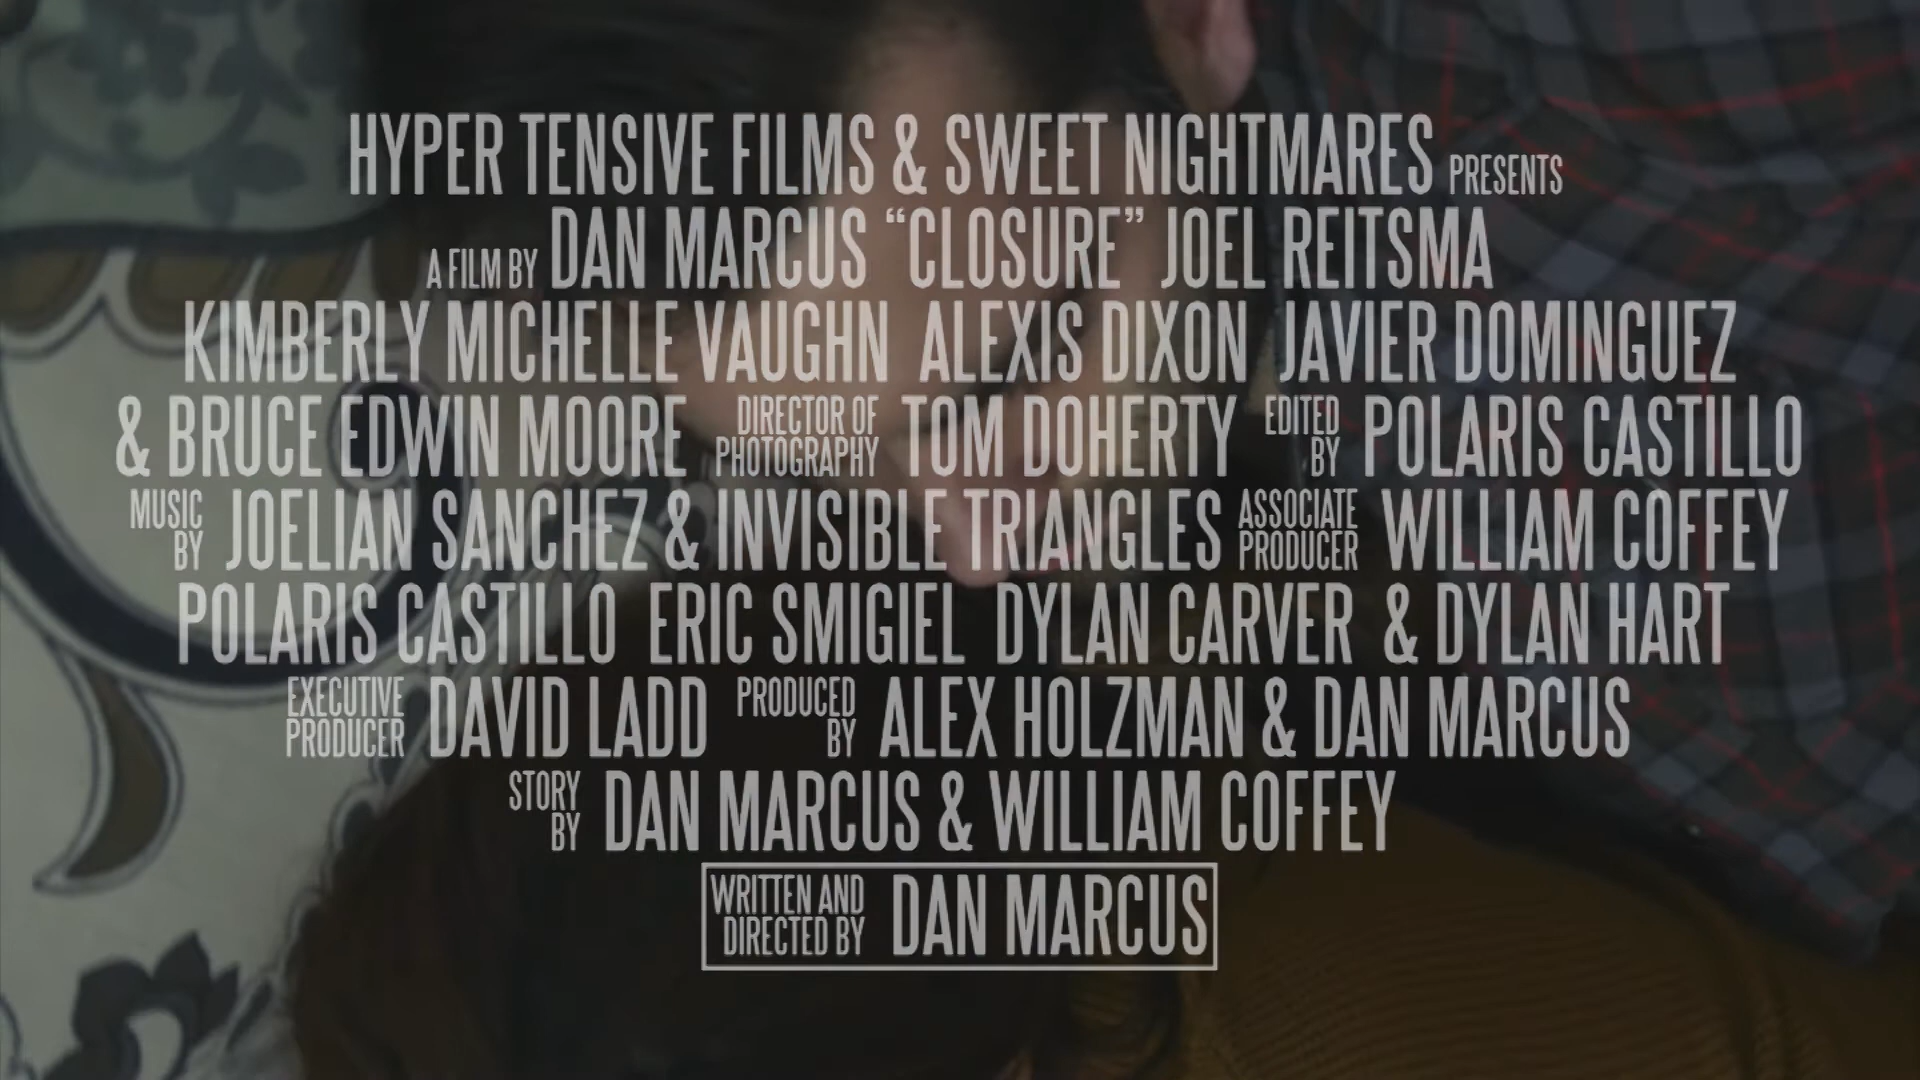 HYPER TENSIVE FILMS & SWEET NIGHTMARES PRESENTS
A FILM BY DAN MARCUS “CLOSURE” JOEL REITSMA
KIMBERLY MICHELLE VAUGHN ALEXIS DIXON JAVIER DOMINGUEZ
& BRUCE EDWIN MOORE DIRECTOR OF PHOTOGRAPHY TOM DOHERTY EDITED BY POLARIS CASTILLO
MUSIC BY JOELIAN SANCHEZ & INVISIBLE TRIANGLES ASSOCIATE PRODUCER WILLIAM COFFEY
POLARIS CASTILLO ERIC SMIGIEL DYLAN CARVER & DYLAN HART
EXECUTIVE PRODUCER DAVID LADD PRODUCED BY ALEX HOLZMAN & DAN MARCUS
STORY BY DAN MARCUS & WILLIAM COFFEY
WRITTEN AND DIRECTED BY DAN MARCUS